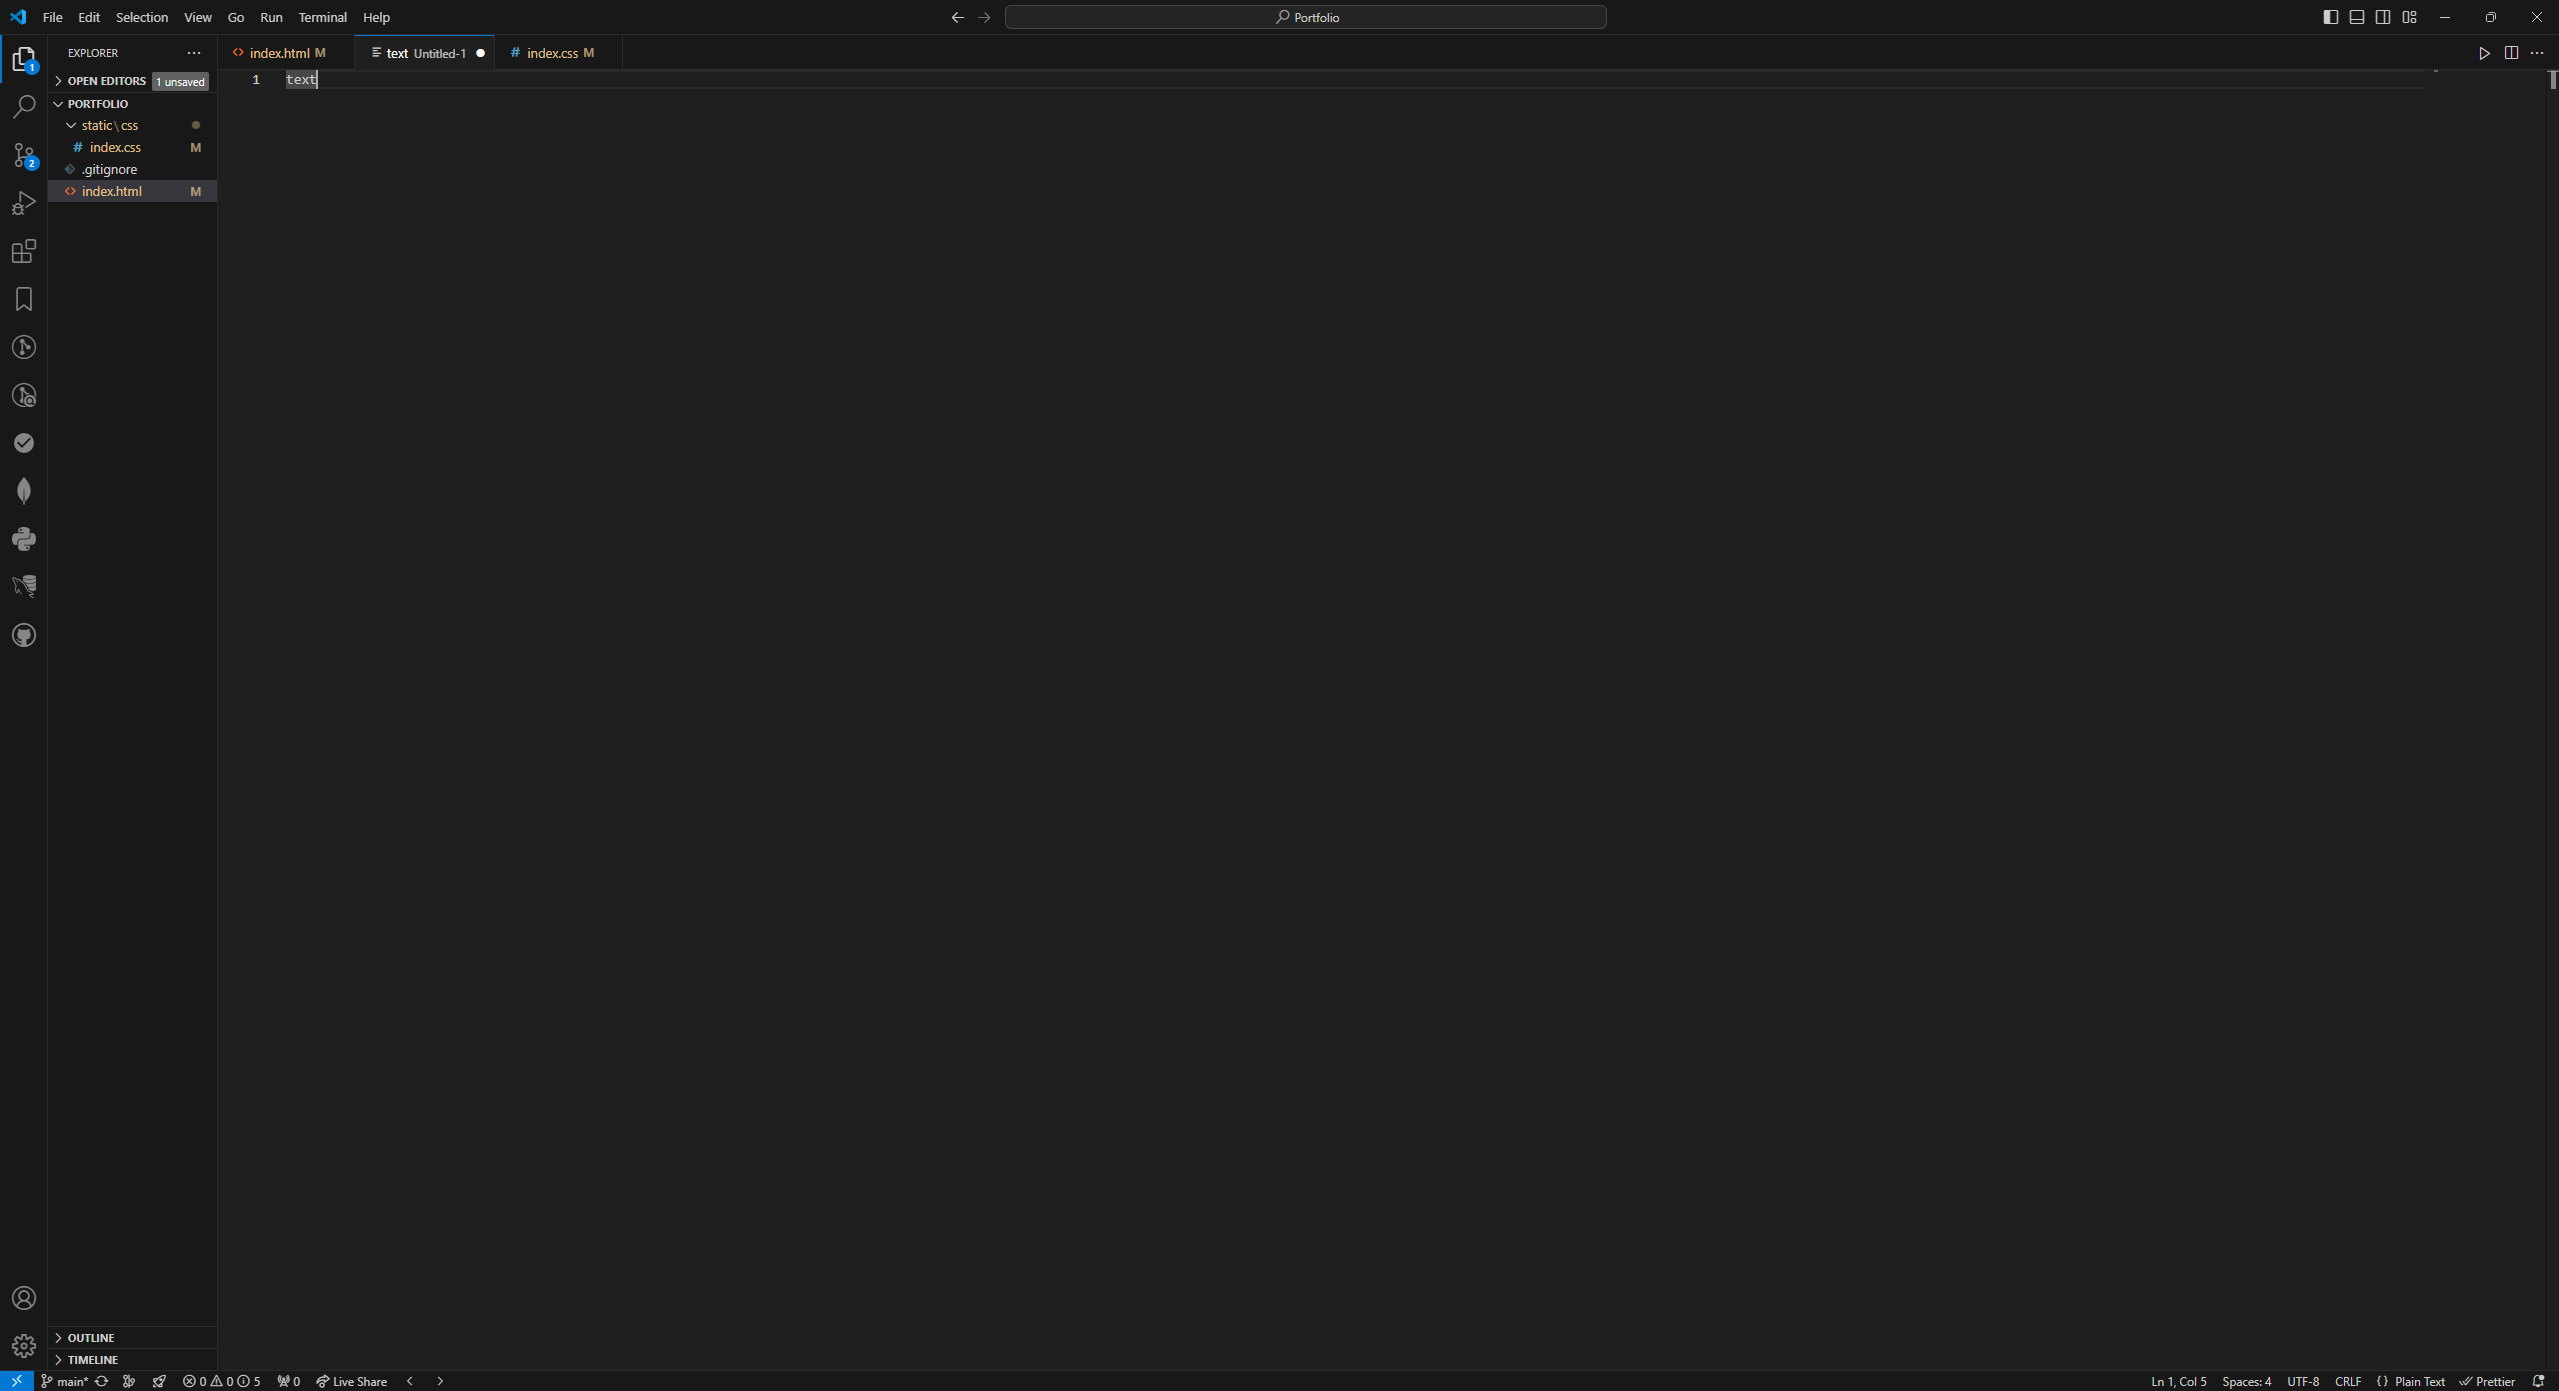 File Edit Selection View Go Run Terminal Help
Portfolio
EXPLORER
index.html M
text Untitled-1
# index.css M
OPEN EDITORS 1 unsaved
1 text
PORTFOLIO
static\css
# index.css M
.gitignore
index.html M
1
2
OUTLINE
TIMELINE
main* 0 0 5 0 Live Share
Ln 1, Col 5 Spaces: 4 UTF-8 CRLF {} Plain Text Prettier